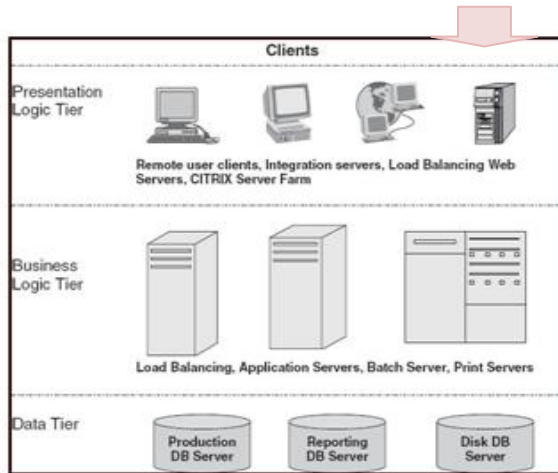 Clients
Presentation
Logic Tier
Remote user clients, Integration servers, Load Balancing Web
Servers, CITRIX Server Farm
Business
Logic Tier
Load Balancing, Application Servers, Batch Server, Print Servers
Data Tier
Production
DB Server
Reporting
DB Server
Disk DB
Server